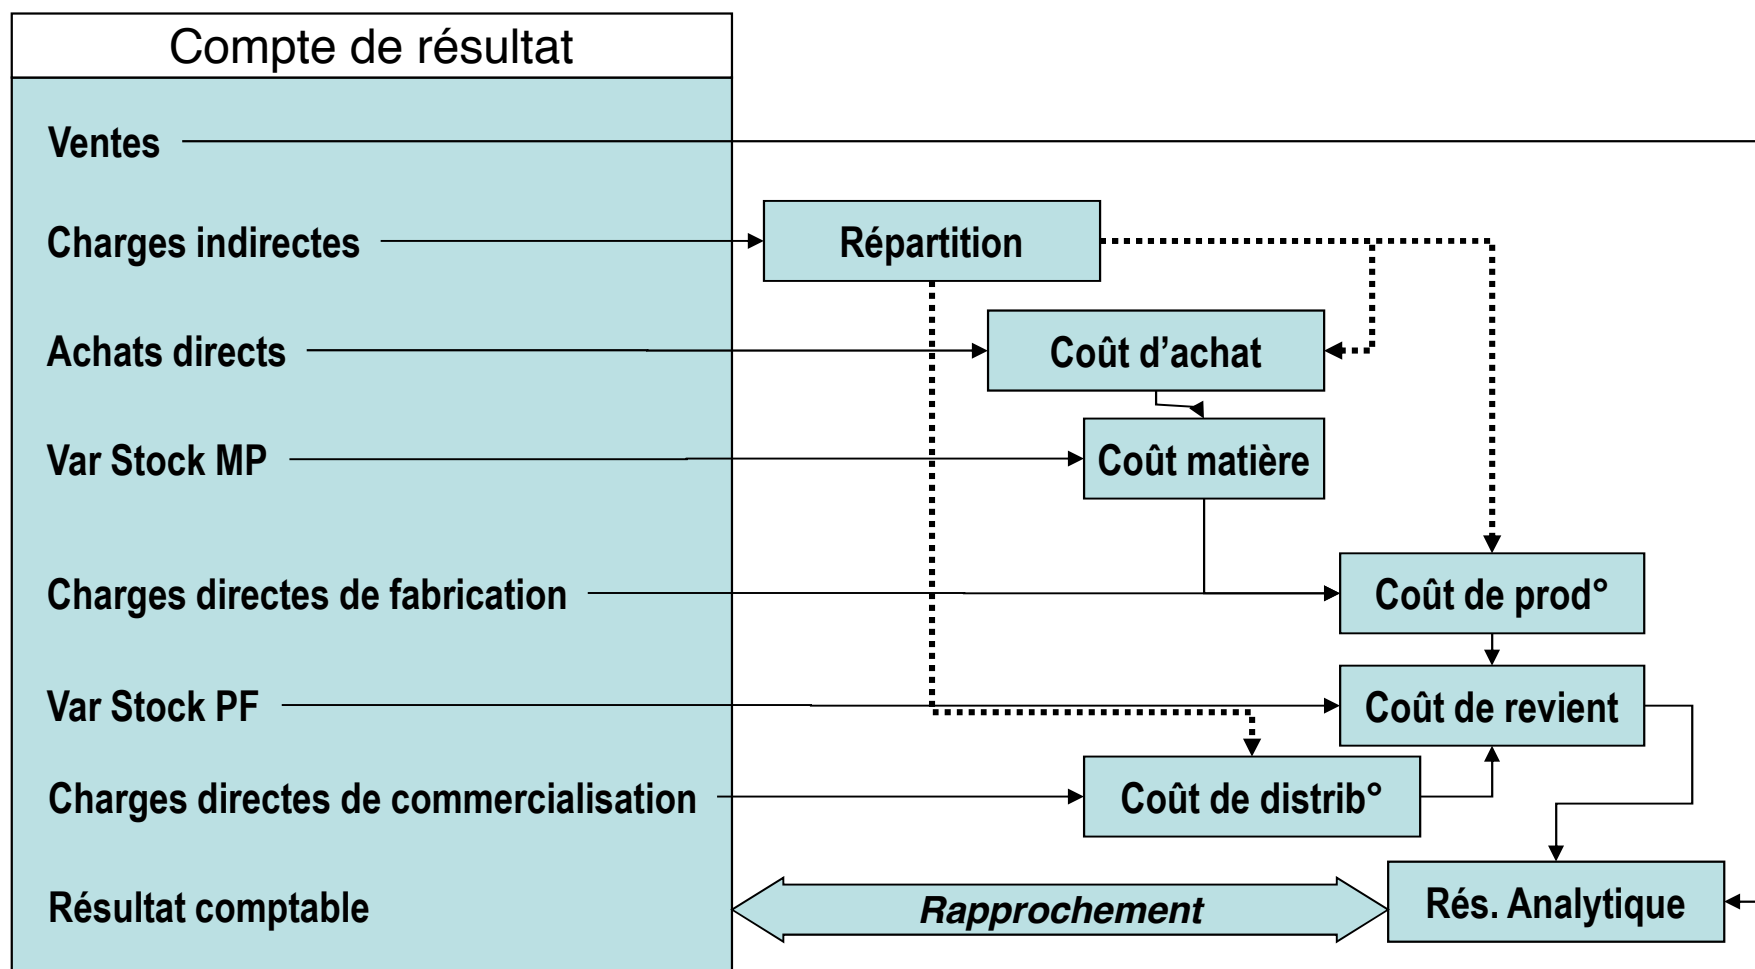 Compte de résultat
Ventes
Charges indirectes
Répartition
Achats directs
Coût d’achat
Var Stock MP
Coût matière
Charges directes de fabrication
Coût de prod°
Var Stock PF
Coût de revient
Charges directes de commercialisation
Coût de distrib°
Résultat comptable
Rapprochement
Rés. Analytique